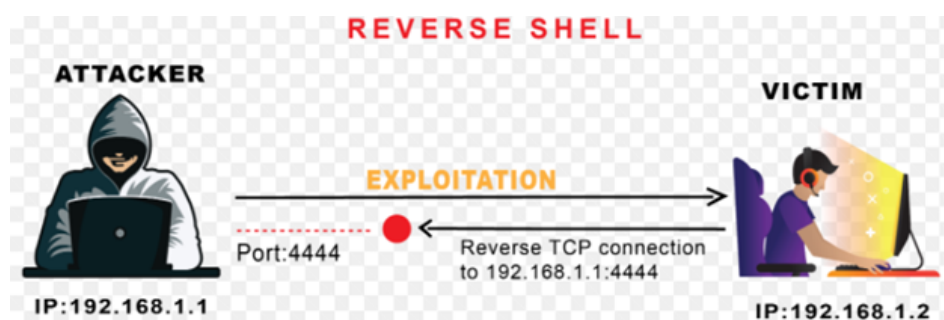 REVERSE SHELL
ATTACKER
VICTIM
EXPLOITATION
Port:4444
Reverse TCP connection
to 192.168.1.1:4444
IP:192.168.1.1
IP:192.168.1.2